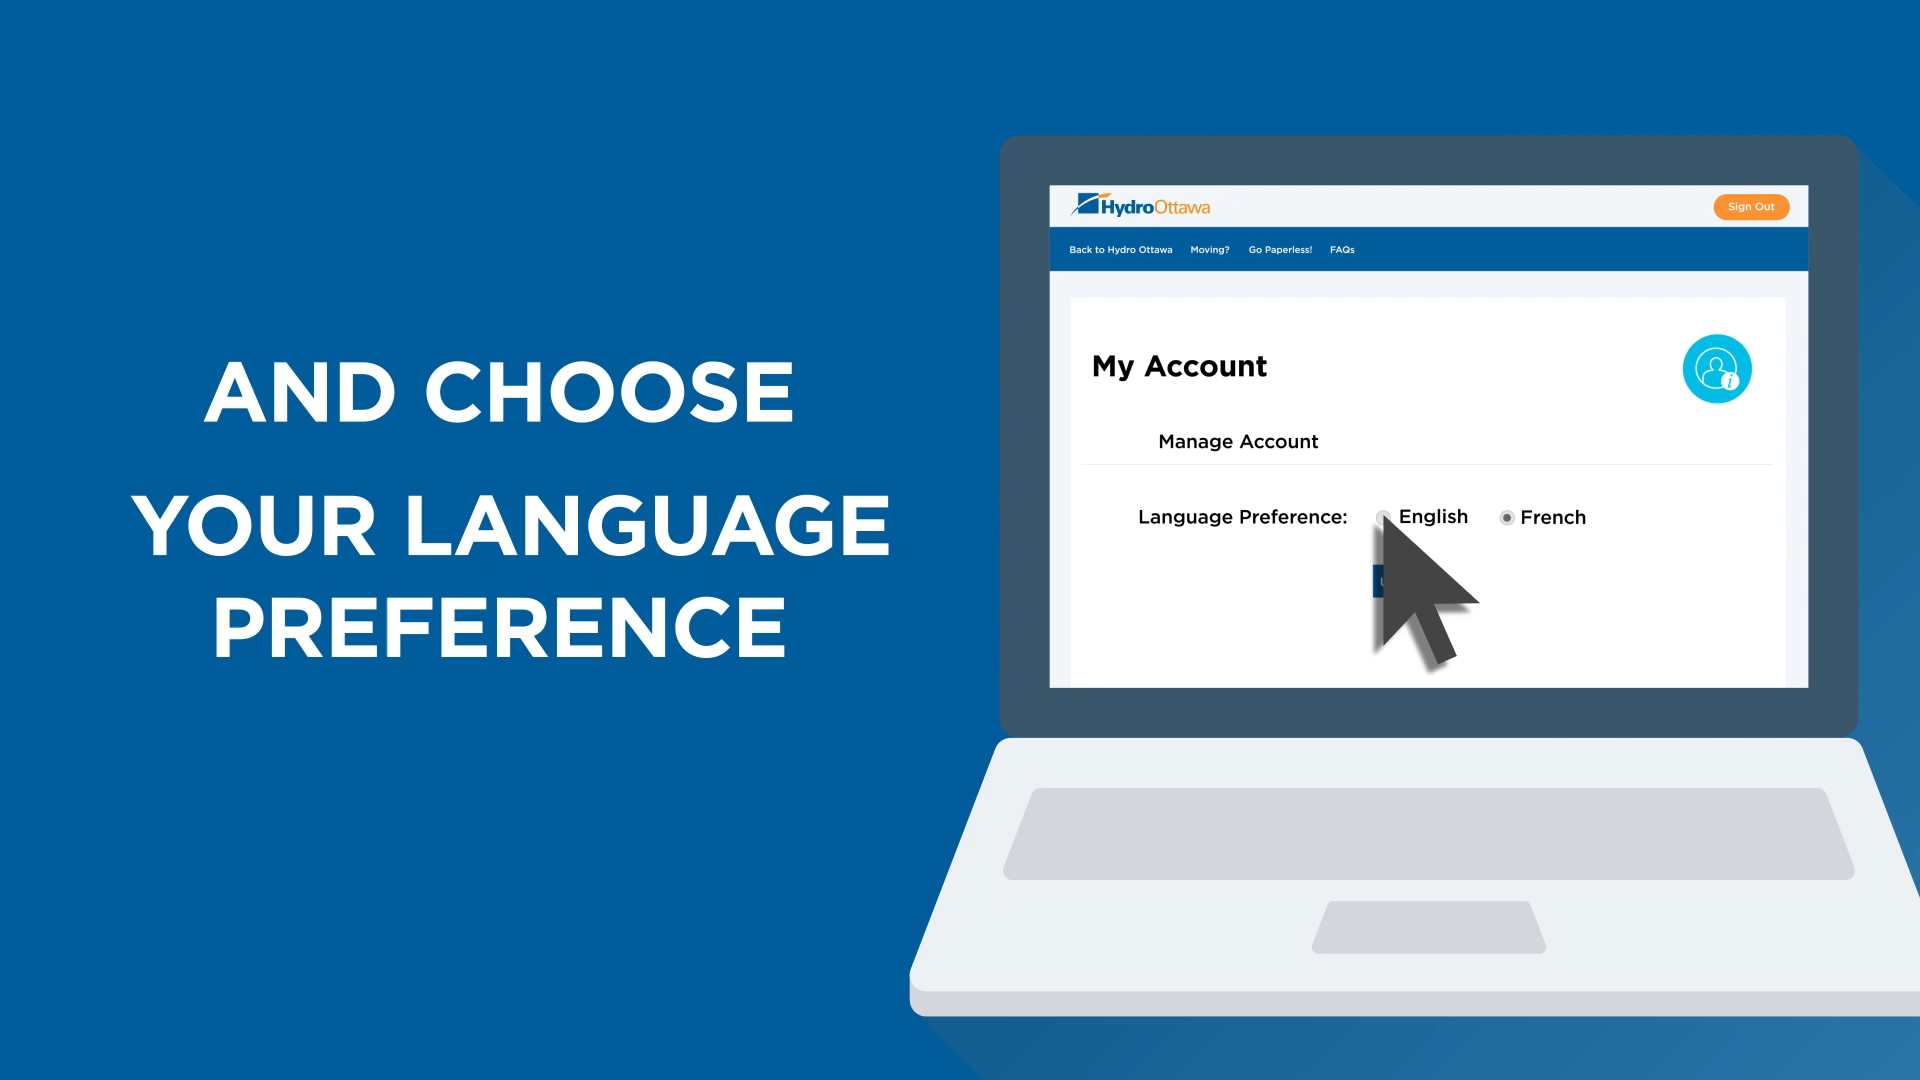 AND CHOOSE
YOUR LANGUAGE
PREFERENCE
HydroOttawa
Sign Out
Back to Hydro Ottawa Moving? Go Paperless! FAQs
My Account
Manage Account
Language Preference: English French